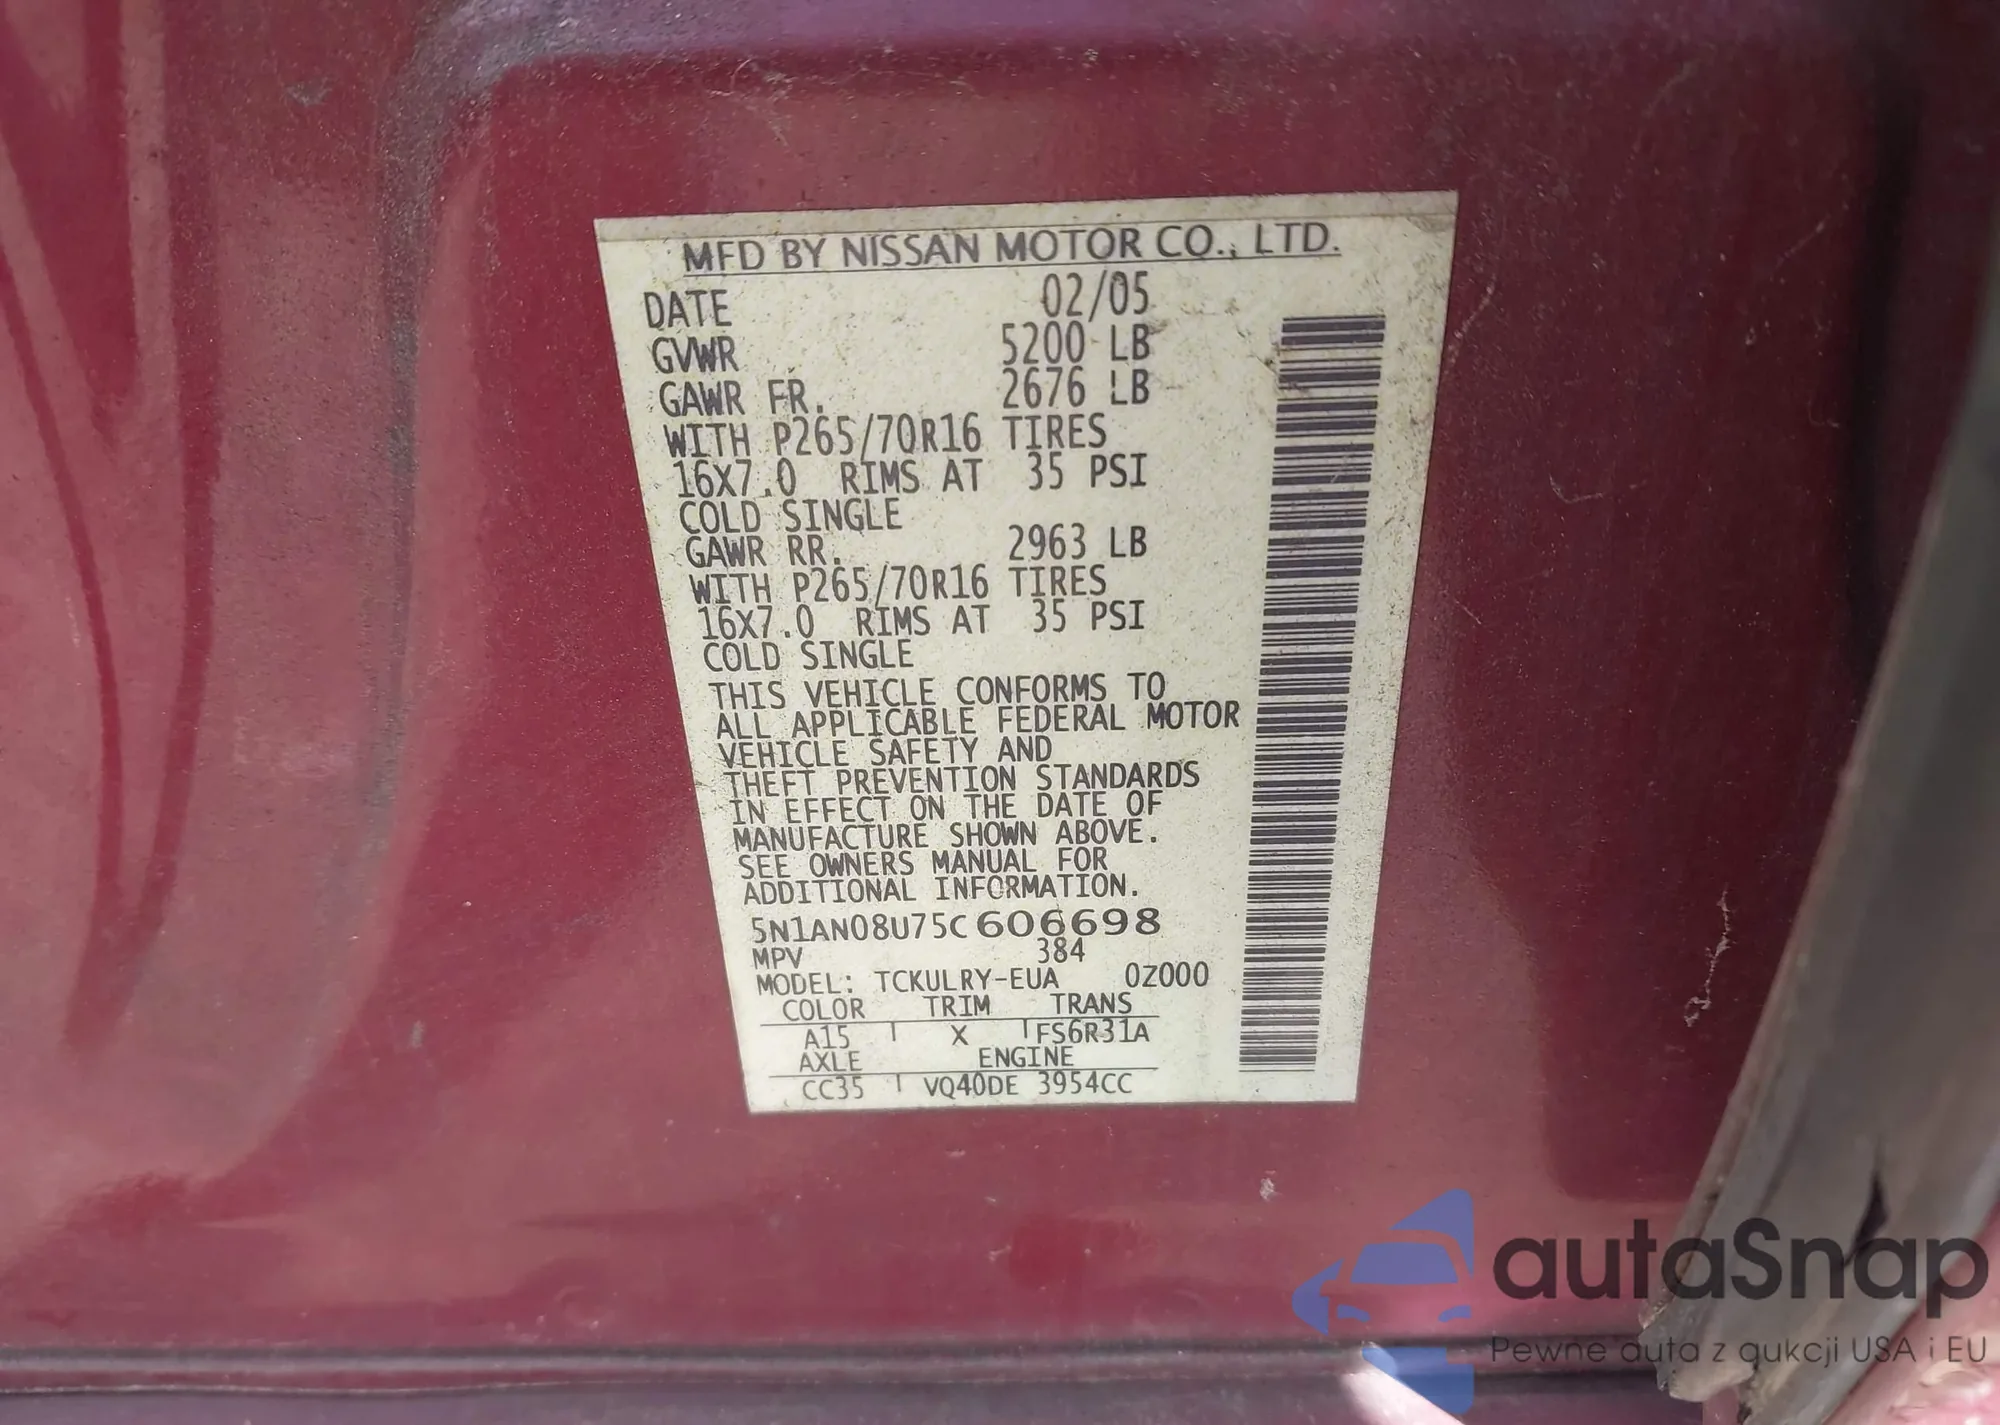 MFD BY NISSAN MOTOR CO., LTD.
DATE 02/05
GVWR 5200 LB
GAWR FR. 2676 LB
WITH P265/70R16 TIRES
16X7.0 RIMS AT 35 PSI
COLD SINGLE
GAWR RR. 2963 LB
WITH P265/70R16 TIRES
16X7.0 RIMS AT 35 PSI
COLD SINGLE
THIS VEHICLE CONFORMS TO
ALL APPLICABLE FEDERAL MOTOR
VEHICLE SAFETY AND
THEFT PREVENTION STANDARDS
IN EFFECT ON THE DATE OF
MANUFACTURE SHOWN ABOVE.
SEE OWNERS MANUAL FOR
ADDITIONAL INFORMATION.
5N1AN08U75C606698
MPV 384
MODEL: TCKULRY-EUA 0Z000
COLOR TRIM TRANS
A15 X FS6R31A
AXLE ENGINE
CC35 VQ40DE 3954CC
autaSnap
Pewne auta z aukcji USA i EU